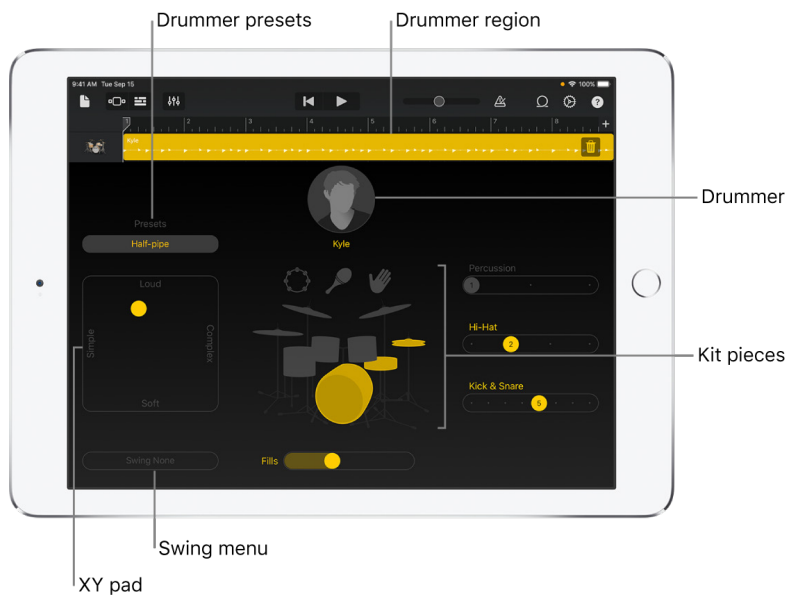 Drummer presets
Drummer region
9:41 AM Tue Sep 15
100%
?
1 2 3 4 5 6 7 8 +
Kyle
Drummer
Presets
Half-pipe
Kyle
Percussion
1
Loud
Simple
Complex
Soft
Hi-Hat
2
Kit pieces
Kick & Snare
5
Swing None
Fills
Swing menu
XY pad